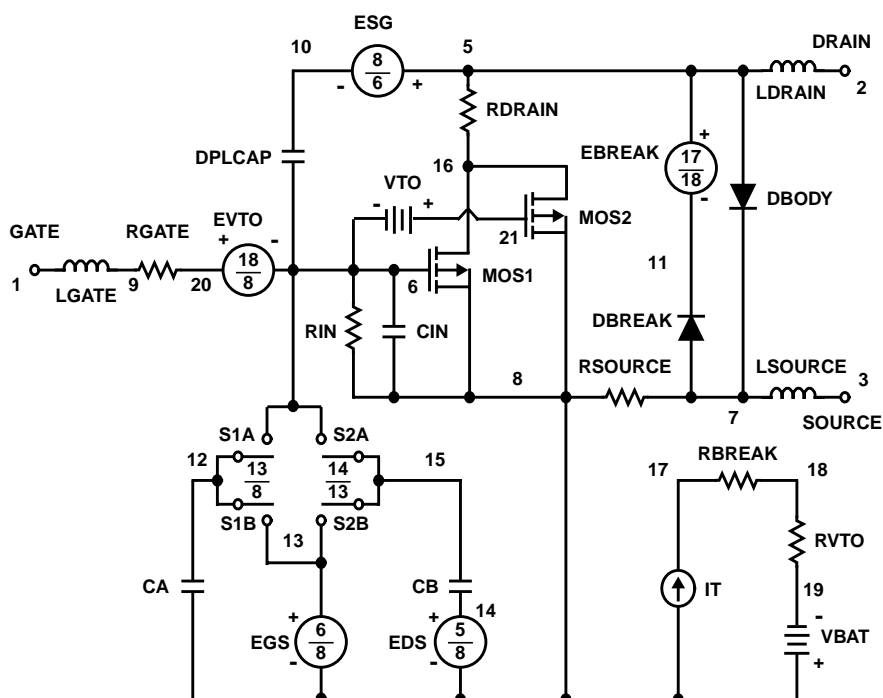 ESG
10
5
DRAIN
8
6
-
+
LDRAIN
2
RDRAIN
DPLCAP
16
EBREAK
+
17
18
-
VTO
-
+
DBODY
GATE
RGATE
EVTO
+
-
18
8
21
MOS2
11
1
LGATE
9
20
6
MOS1
DBREAK
RIN
CIN
8
RSOURCE
LSOURCE
3
7
SOURCE
S1A
S2A
12
13
8
14
13
15
RBREAK
17
18
S1B
S2B
13
RVTO
CA
CB
IT
19
+
EGS
6
8
-
+
14
EDS
5
8
-
-
VBAT
+